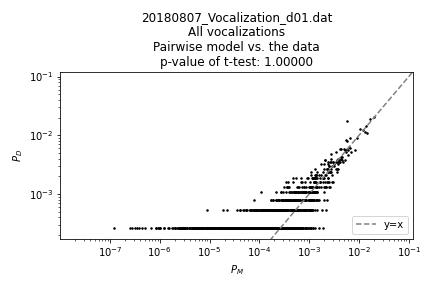 20180807_Vocalization_d01.dat
All vocalizations
Pairwise model vs. the data
p-value of t-test: 1.00000
10⁻¹
10⁻²
10⁻³
P_D
y=x
10⁻⁷ 10⁻⁶ 10⁻⁵ 10⁻⁴ 10⁻³ 10⁻² 10⁻¹
P_M